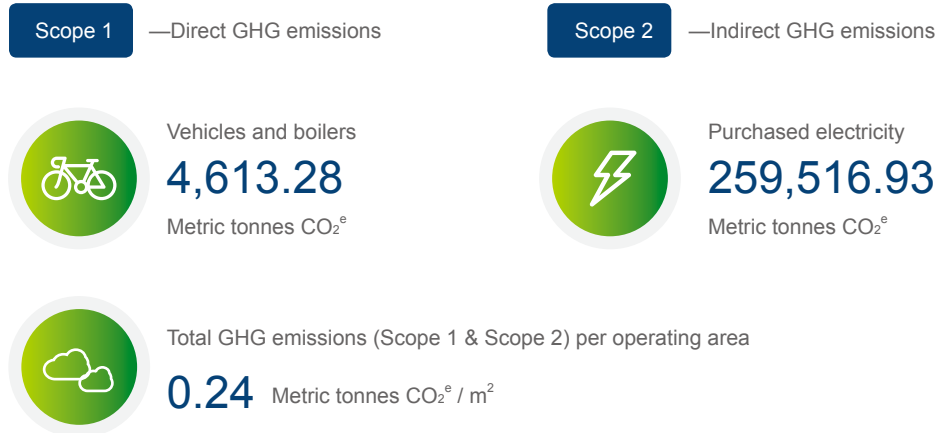 Scope 1 —Direct GHG emissions
Scope 2 —Indirect GHG emissions
Vehicles and boilers
4,613.28
Metric tonnes CO₂ᵉ
Purchased electricity
259,516.93
Metric tonnes CO₂ᵉ
Total GHG emissions (Scope 1 & Scope 2) per operating area
0.24 Metric tonnes CO₂ᵉ / m²